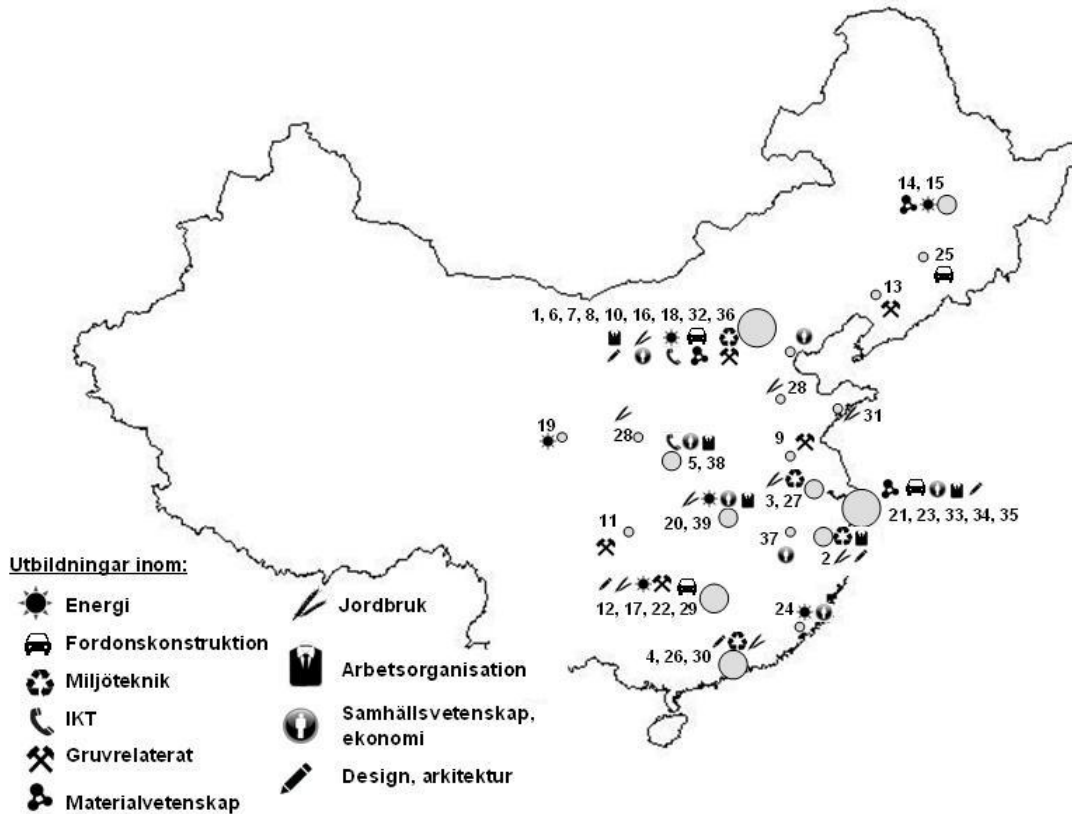 14, 15
25
13
1, 6, 7, 8, 10, 16, 18, 32, 36
28
31
19
28
9
5, 38
3, 27
21, 23, 33, 34, 35
20, 39
11
37
2
12, 17, 22, 29
24
4, 26, 30
Utbildningar inom:
Energi
Fordonskonstruktion
Miljöteknik
IKT
Gruvrelaterat
Materialvetenskap
Jordbruk
Arbetsorganisation
Samhällsvetenskap,
ekonomi
Design, arkitektur